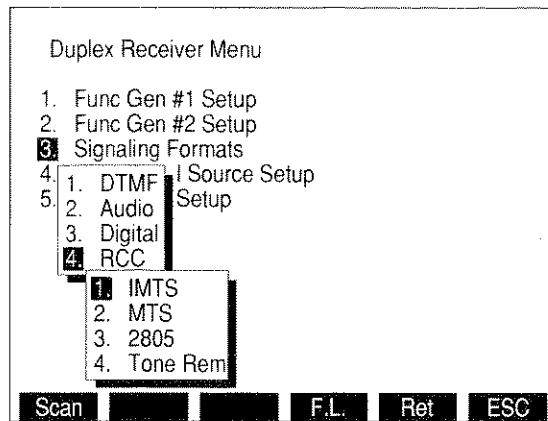 Duplex Receiver Menu
1. Func Gen #1 Setup
2. Func Gen #2 Setup
3. Signaling Formats
4. l Source Setup
5. Setup
1. DTMF
2. Audio
3. Digital
4. RCC
1. IMTS
2. MTS
3. 2805
4. Tone Rem
Scan F.L. Ret ESC